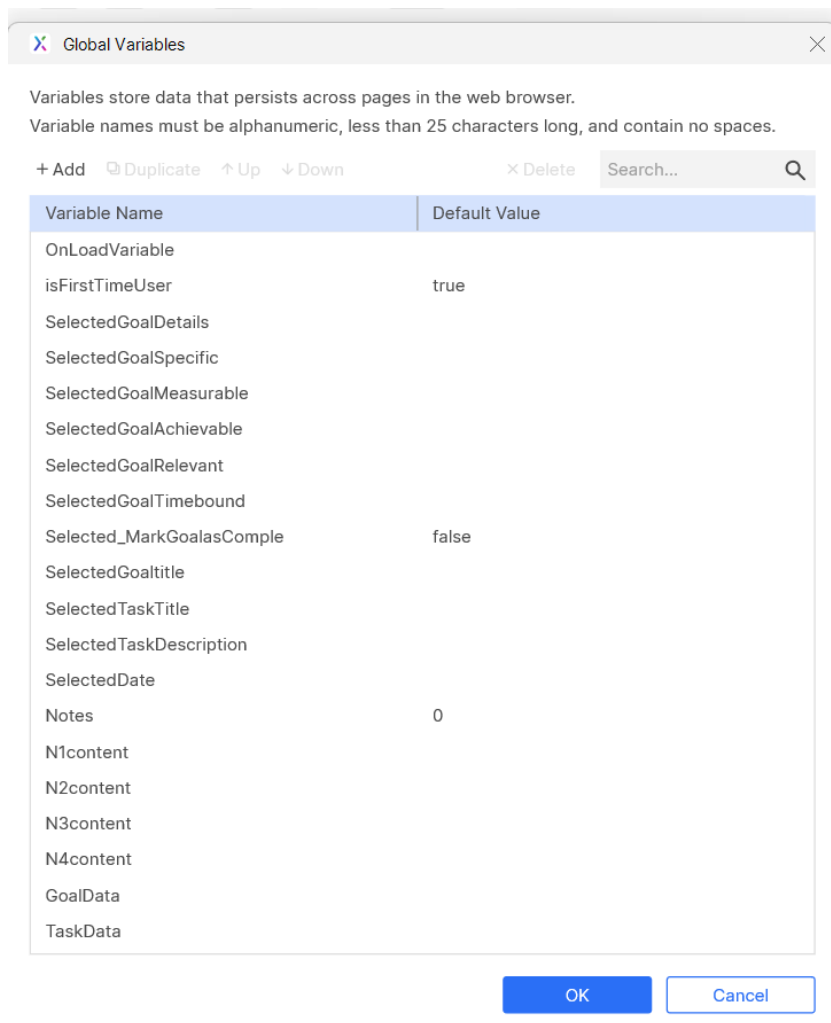 Global Variables
Variables store data that persists across pages in the web browser.
Variable names must be alphanumeric, less than 25 characters long, and contain no spaces.
+ Add Duplicate ↑ Up ↓ Down × Delete Search...
Variable Name Default Value
OnLoadVariable
isFirstTimeUser true
SelectedGoalDetails
SelectedGoalSpecific
SelectedGoalMeasurable
SelectedGoalAchievable
SelectedGoalRelevant
SelectedGoalTimebound
Selected_MarkGoalasComple false
SelectedGoaltitle
SelectedTaskTitle
SelectedTaskDescription
SelectedDate
Notes 0
N1content
N2content
N3content
N4content
GoalData
TaskData
OK Cancel